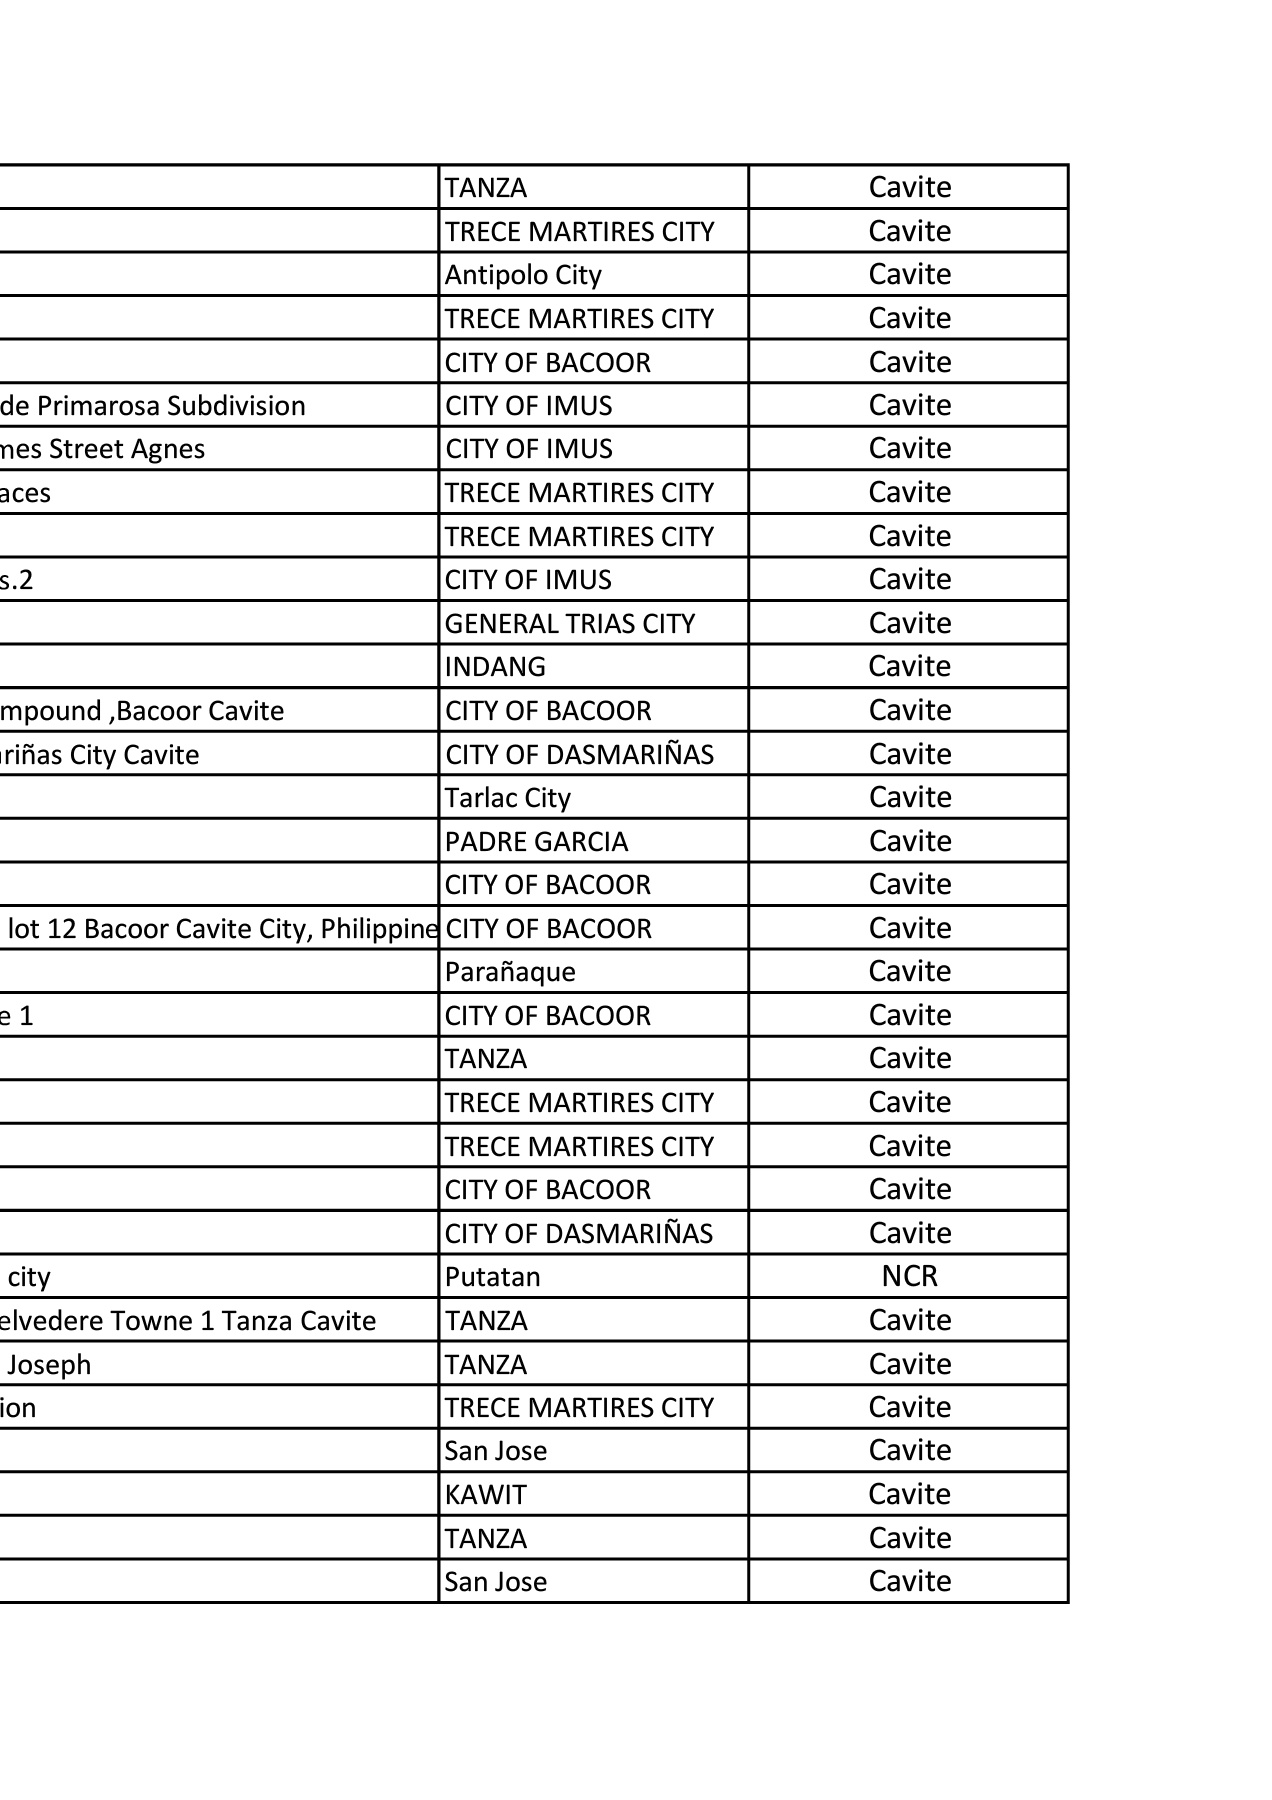 TANZA Cavite
TRECE MARTIRES CITY Cavite
Antipolo City Cavite
TRECE MARTIRES CITY Cavite
CITY OF BACOOR Cavite
de Primarosa Subdivision CITY OF IMUS Cavite
mes Street Agnes CITY OF IMUS Cavite
aces TRECE MARTIRES CITY Cavite
TRECE MARTIRES CITY Cavite
s.2 CITY OF IMUS Cavite
GENERAL TRIAS CITY Cavite
INDANG Cavite
mpound ,Bacoor Cavite CITY OF BACOOR Cavite
riñas City Cavite CITY OF DASMARIÑAS Cavite
Tarlac City Cavite
PADRE GARCIA Cavite
CITY OF BACOOR Cavite
lot 12 Bacoor Cavite City, Philippine CITY OF BACOOR Cavite
Parañaque Cavite
e 1 CITY OF BACOOR Cavite
TANZA Cavite
TRECE MARTIRES CITY Cavite
TRECE MARTIRES CITY Cavite
CITY OF BACOOR Cavite
CITY OF DASMARIÑAS Cavite
city Putatan NCR
elvedere Towne 1 Tanza Cavite TANZA Cavite
Joseph TANZA Cavite
ion TRECE MARTIRES CITY Cavite
San Jose Cavite
KAWIT Cavite
TANZA Cavite
San Jose Cavite